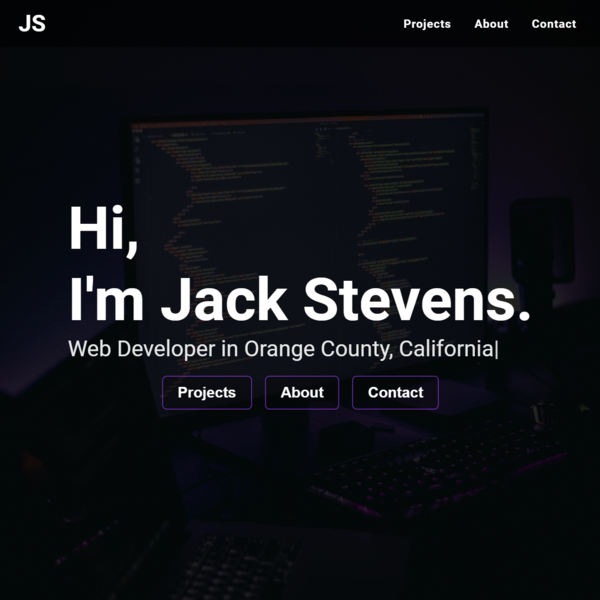 JS
Projects About Contact
Hi,
I'm Jack Stevens.
Web Developer in Orange County, California|
Projects About Contact